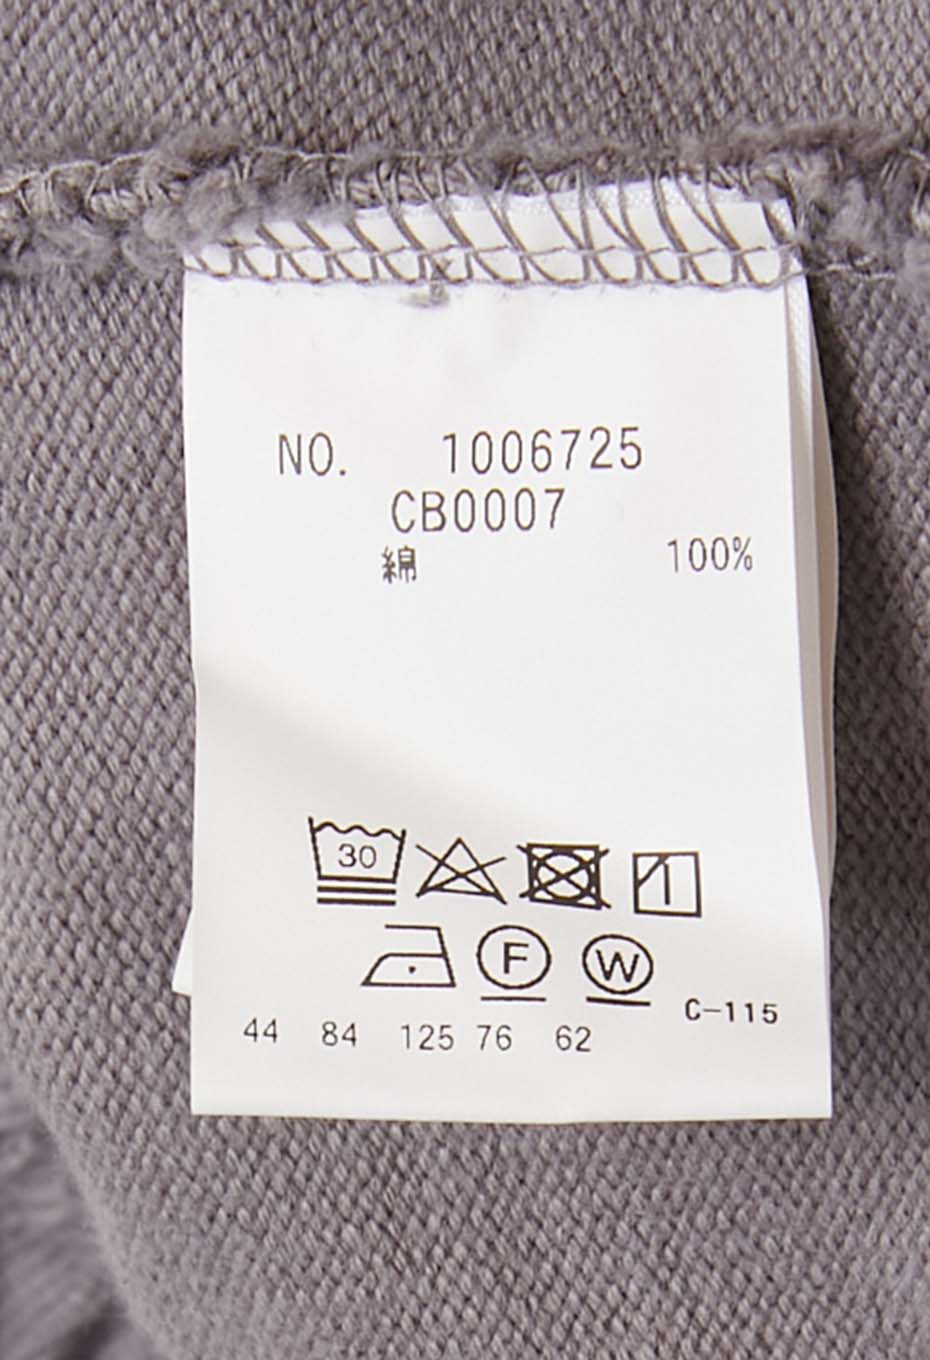 NO. 1006725
CB0007
綿 100%
30
F W
C-115
44 84 125 76 62